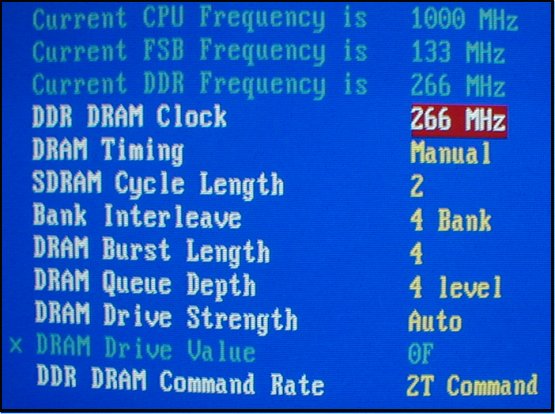 Current CPU Frequency is 1000 MHz
Current FSB Frequency is 133 MHz
Current DDR Frequency is 266 MHz
DDR DRAM Clock 266 MHz
DRAM Timing Manual
SDRAM Cycle Length 2
Bank Interleave 4 Bank
DRAM Burst Length 4
DRAM Queue Depth 4 level
DRAM Drive Strength Auto
x DRAM Drive Value 0F
DDR DRAM Command Rate 2T Command